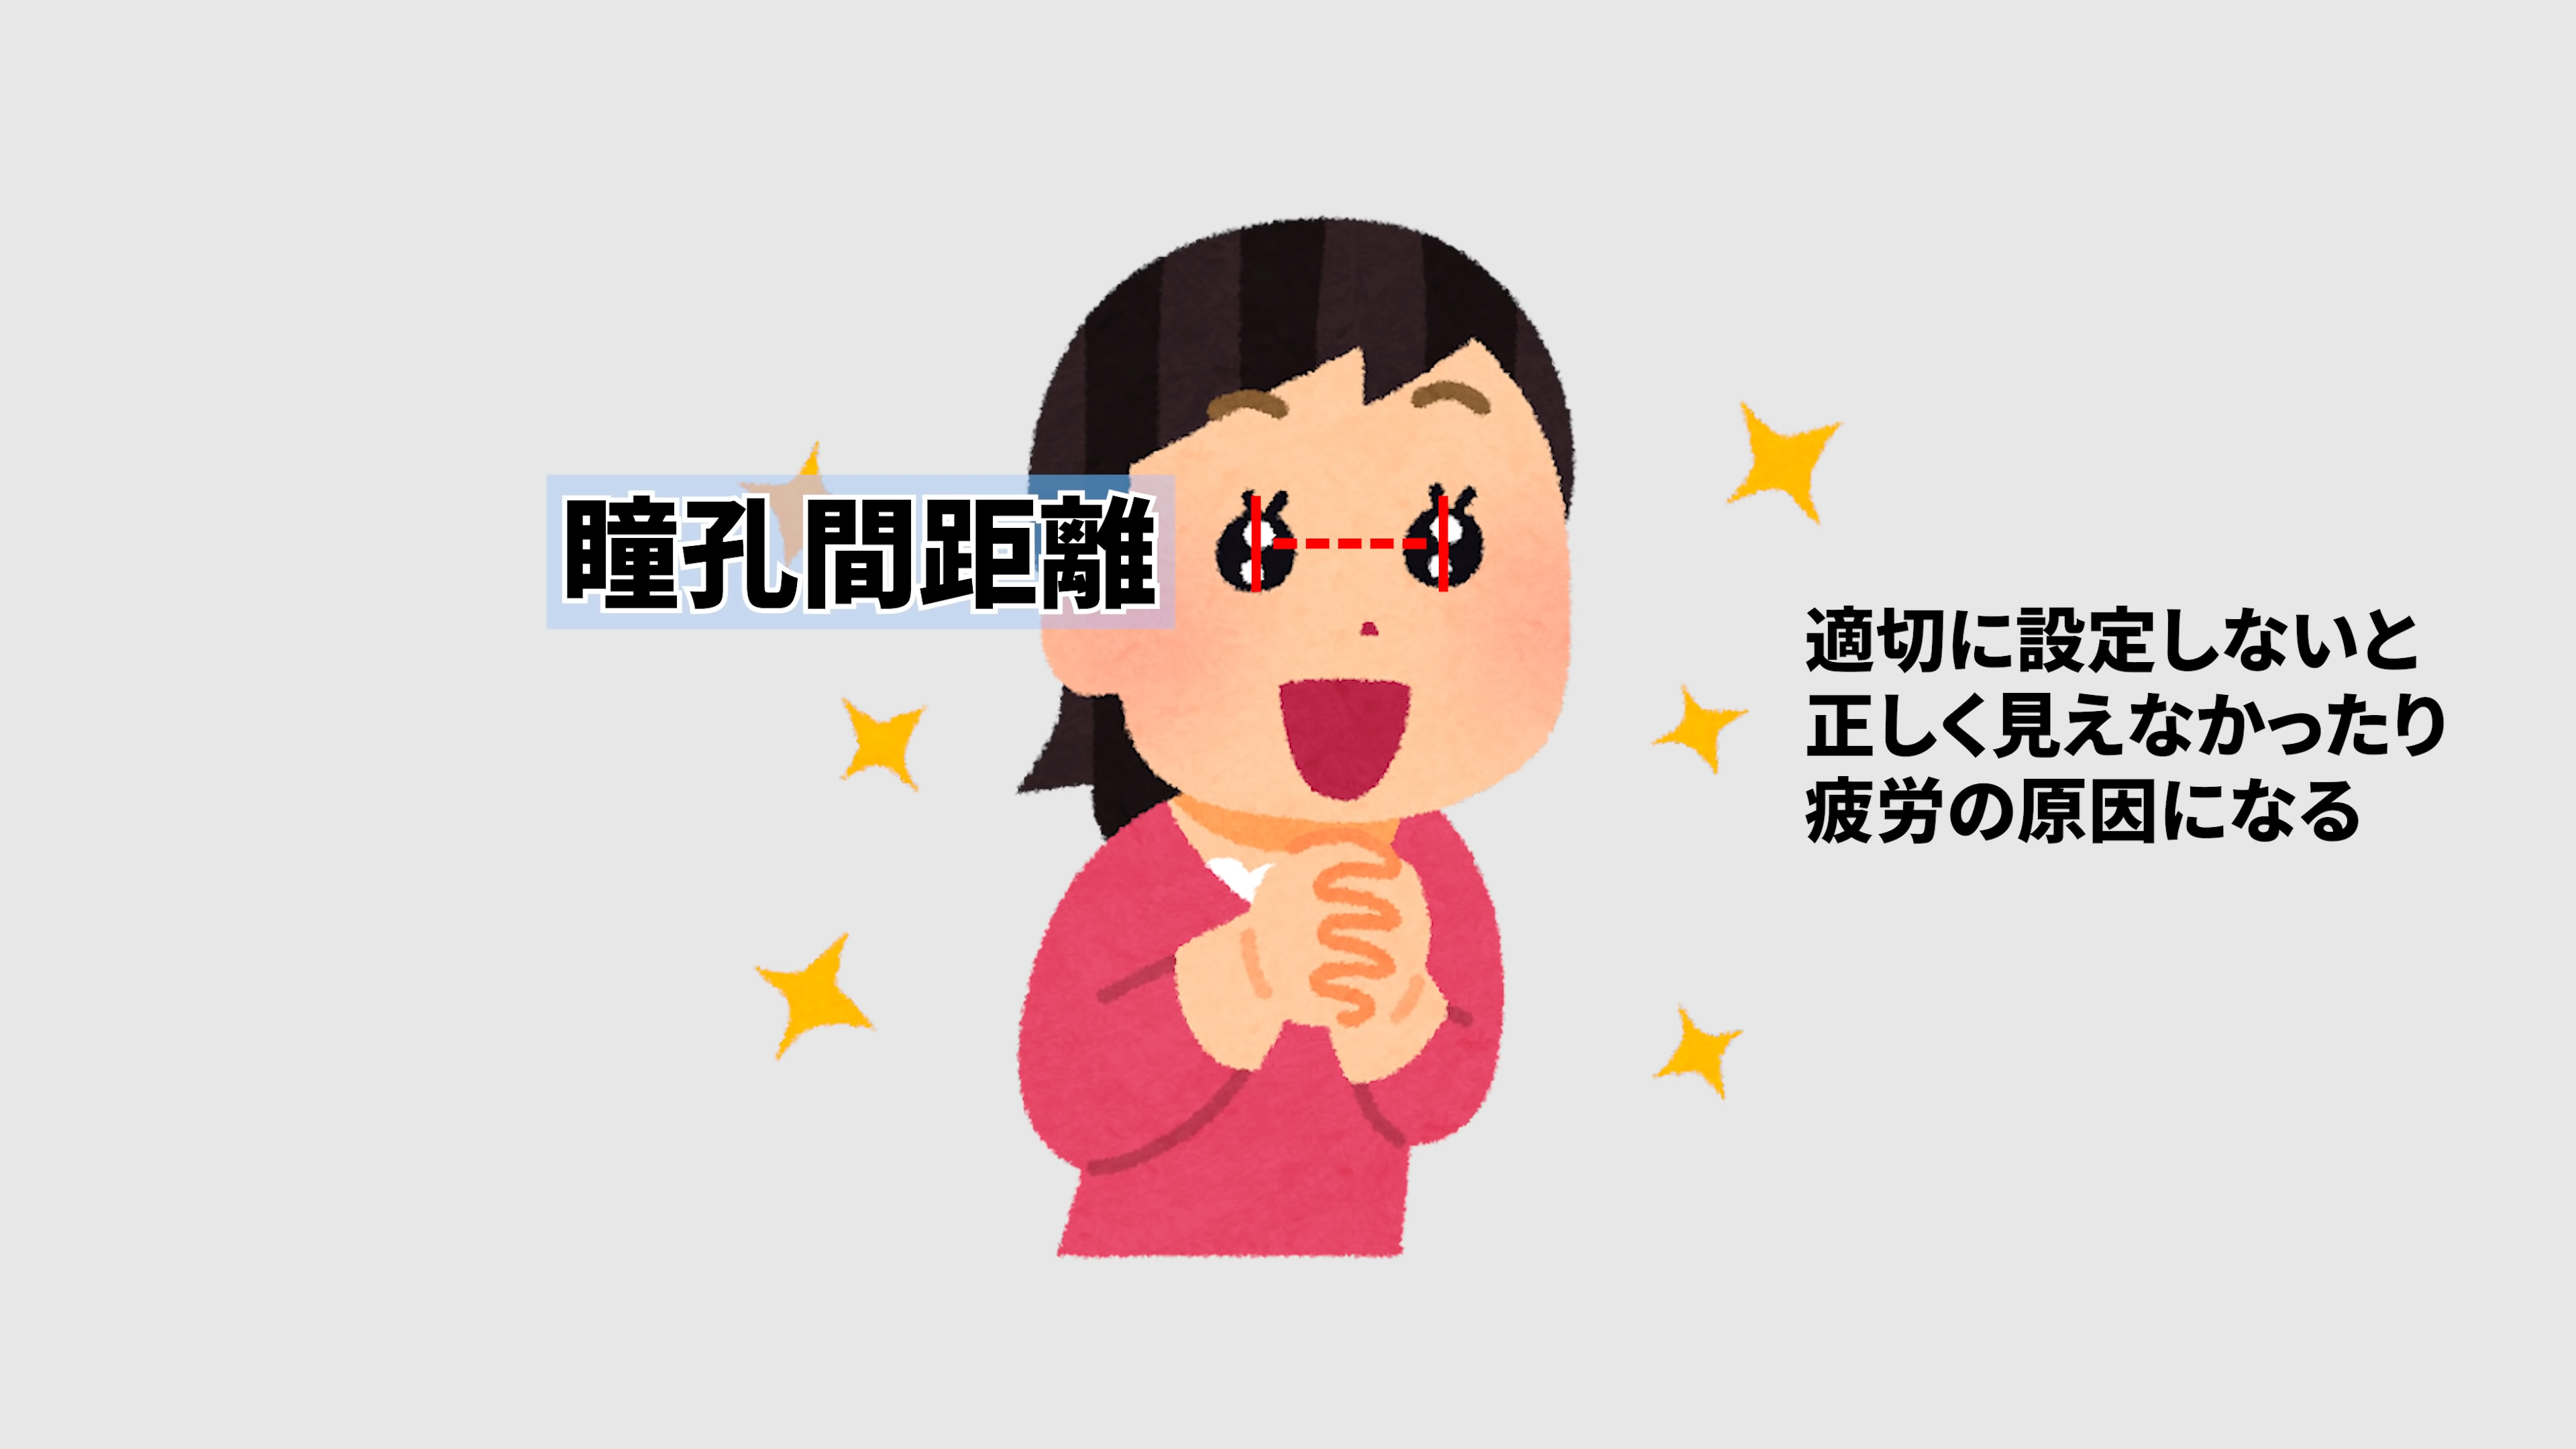 瞳孔間距離
適切に設定しないと
正しく見えなかったり
疲労の原因になる